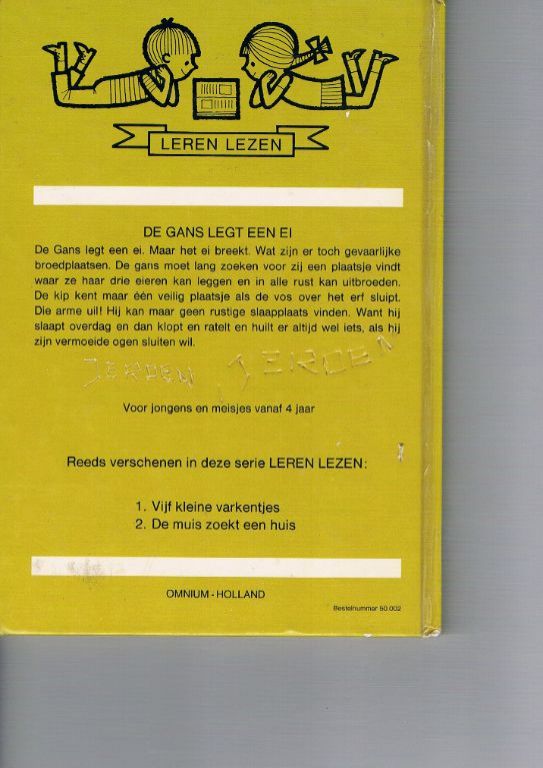 LEREN LEZEN
DE GANS LEGT EEN EI
De Gans legt een ei. Maar het ei breekt. Wat zijn er toch gevaarlijke
broedplaatsen. De gans moet lang zoeken voor zij een plaatsje vindt
waar ze haar drie eieren kan leggen en in alle rust kan uitbroeden.
De kip kent maar één veilig plaatsje als de vos over het erf sluipt.
Die arme uil! Hij kan maar geen rustige slaapplaats vinden. Want hij
slaapt overdag en dan klopt en ratelt en huilt er altijd wel iets, als hij
zijn vermoeide ogen sluiten wil.
JEROEN JEROEN
Voor jongens en meisjes vanaf 4 jaar
Reeds verschenen in deze serie LEREN LEZEN:
1. Vijf kleine varkentjes
2. De muis zoekt een huis
OMNIUM - HOLLAND
Bestelnummer 50.002